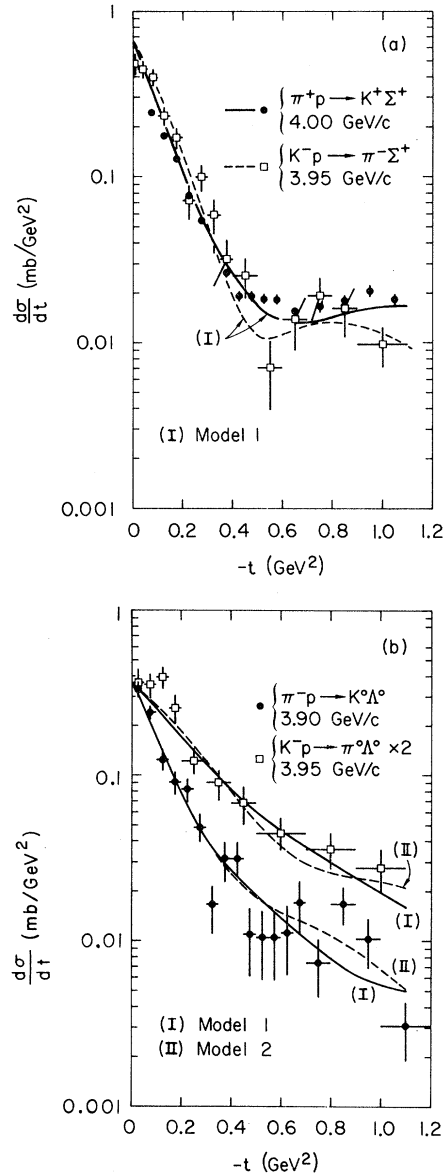 (a)
1
π⁺p → K⁺Σ⁺
4.00 GeV/c
K⁻p → π⁻Σ⁺
3.95 GeV/c
0.1
dσ/dt (mb/GeV²)
0.01
(I)
(I) Model 1
0.001
0 0.2 0.4 0.6 0.8 1.0 1.2
-t (GeV²)
(b)
1
π⁻p → K°Λ°
3.90 GeV/c
K⁻p → π°Λ° ×2
3.95 GeV/c
0.1
dσ/dt (mb/GeV²)
(II)
(I)
0.01
(II)
(I)
(I) Model 1
(II) Model 2
0.001
0 0.2 0.4 0.6 0.8 1.0 1.2
-t (GeV²)